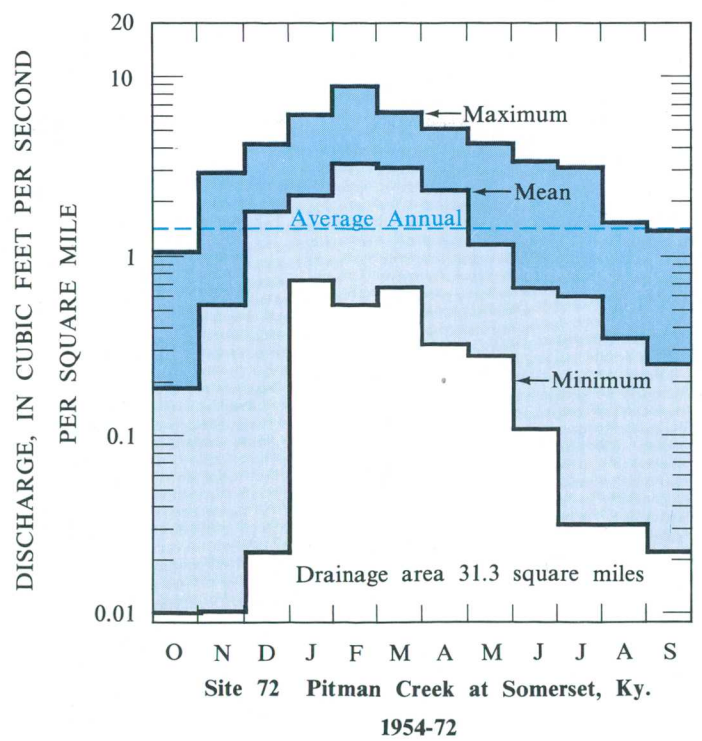 DISCHARGE, IN CUBIC FEET PER SECOND
PER SQUARE MILE
20
10
1
0.1
0.01
Maximum
Mean
Average Annual
Minimum
Drainage area 31.3 square miles
O N D J F M A M J J A S
Site 72 Pitman Creek at Somerset, Ky.
1954-72